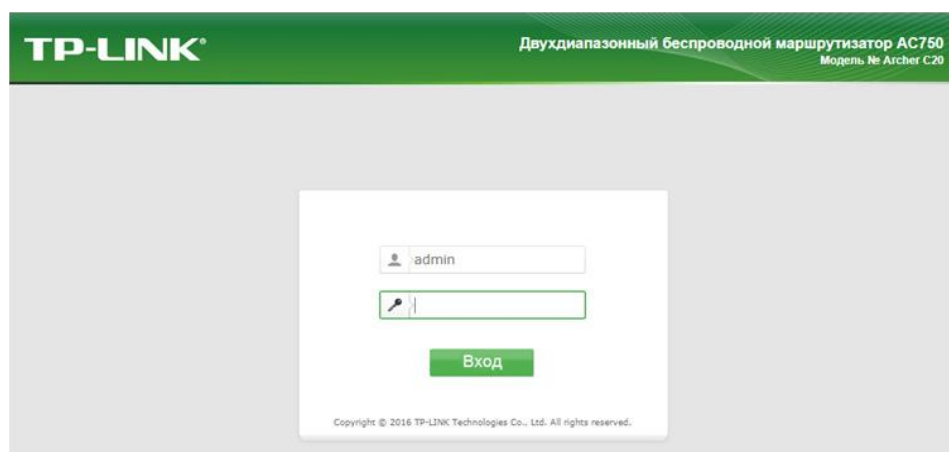 TP-LINK®
Двухдиапазонный беспроводной маршрутизатор AC750
Модель № Archer C20
admin
Вход
Copyright © 2016 TP-LINK Technologies Co., Ltd. All rights reserved.